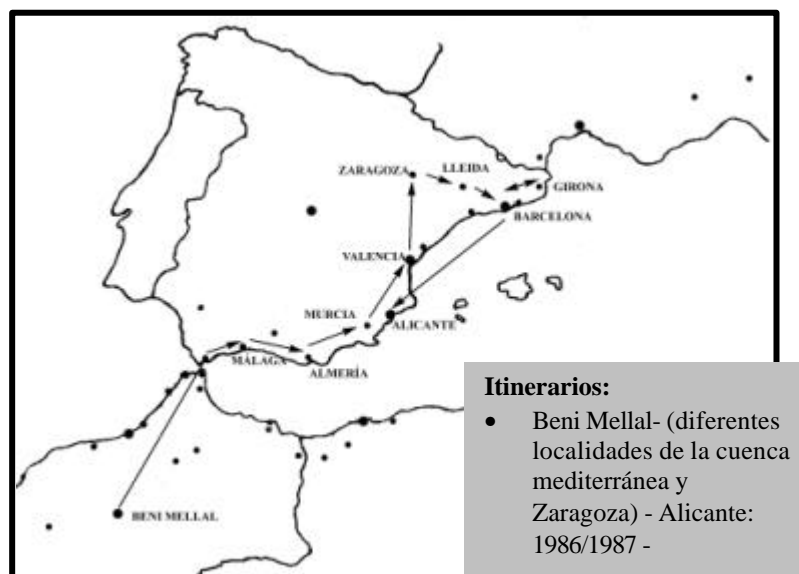 ZARAGOZA
LLEIDA
GIRONA
BARCELONA
VALENCIA
MURCIA
ALICANTE
MÁLAGA
ALMERÍA
BENI MELLAL
Itinerarios:
• Beni Mellal- (diferentes
localidades de la cuenca
mediterránea y
Zaragoza) - Alicante:
1986/1987 -